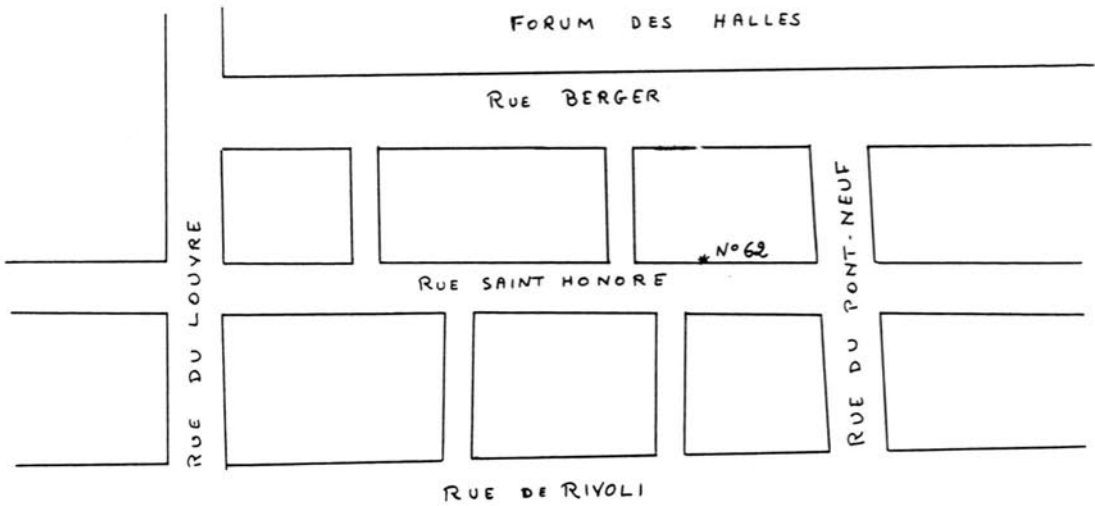 FORUM DES HALLES
RUE BERGER
N° 62
RUE SAINT HONORE
RUE DU LOUVRE
RUE DU PONT-NEUF
RUE DE RIVOLI